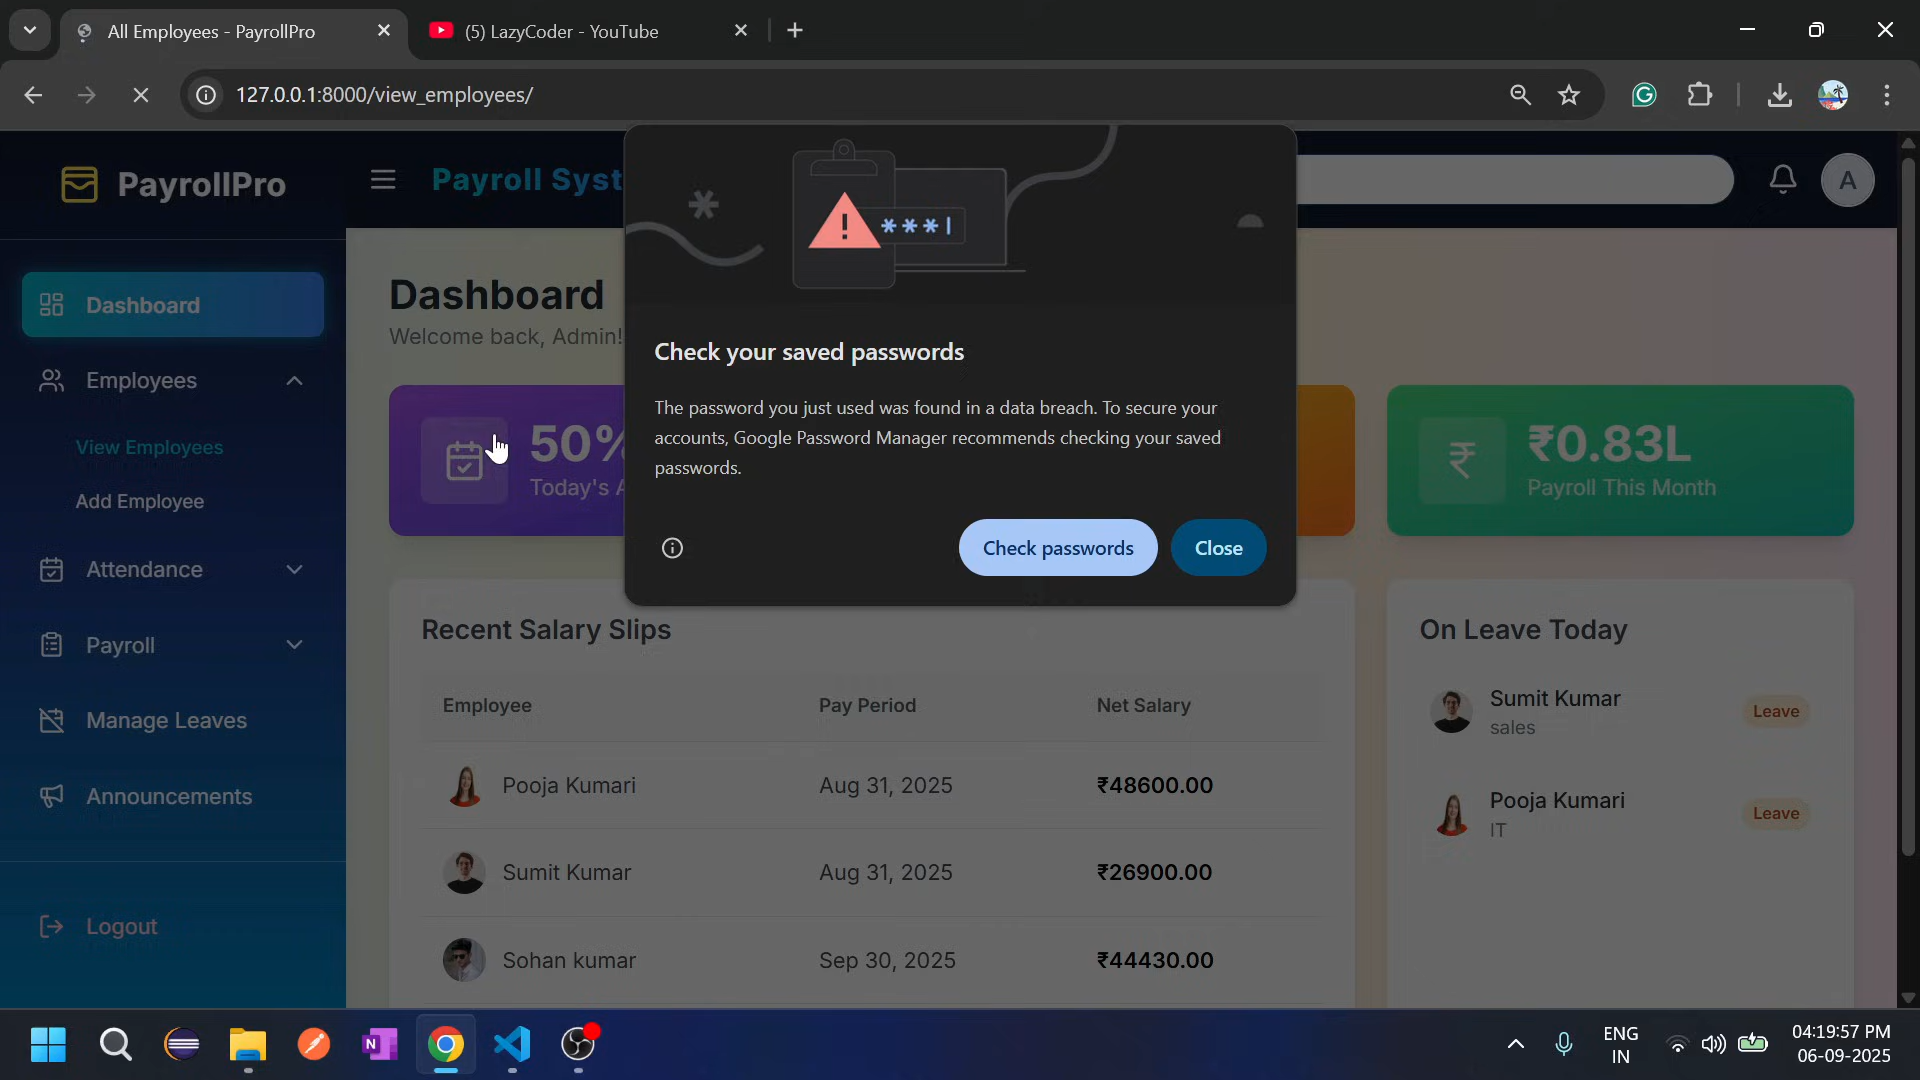 All Employees - PayrollPro
(5) LazyCoder - YouTube
127.0.0.1:8000/view_employees/
PayrollPro
Payroll Syst
A
Dashboard
Employees
View Employees
Add Employee
Attendance
Payroll
Manage Leaves
Announcements
Logout
Dashboard
Welcome back, Admin!
50%
Today's A
₹0.83L
Payroll This Month
***|
Check your saved passwords
The password you just used was found in a data breach. To secure your
accounts, Google Password Manager recommends checking your saved
passwords.
Check passwords
Close
Recent Salary Slips
Employee Pay Period Net Salary
Pooja Kumari Aug 31, 2025 ₹48600.00
Sumit Kumar Aug 31, 2025 ₹26900.00
Sohan kumar Sep 30, 2025 ₹44430.00
On Leave Today
Sumit Kumar
sales
Leave
Pooja Kumari
IT
Leave
ENG
IN
04:19:57 PM
06-09-2025